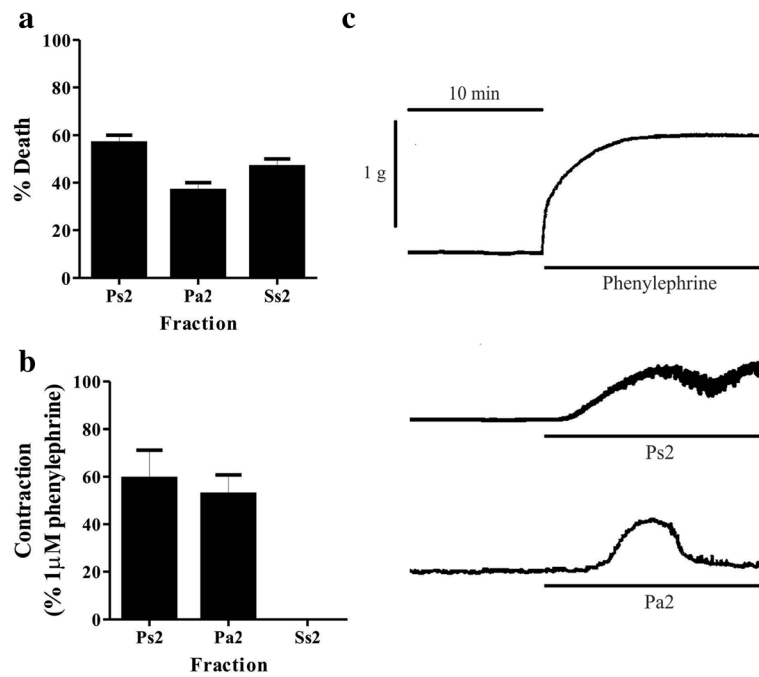 a
100
80
60
40
20
0
% Death
Ps2 Pa2 Ss2
Fraction
b
100
80
60
40
20
0
Contraction
(% 1μM phenylephrine)
Ps2 Pa2 Ss2
Fraction
c
10 min
1 g
Phenylephrine
Ps2
Pa2